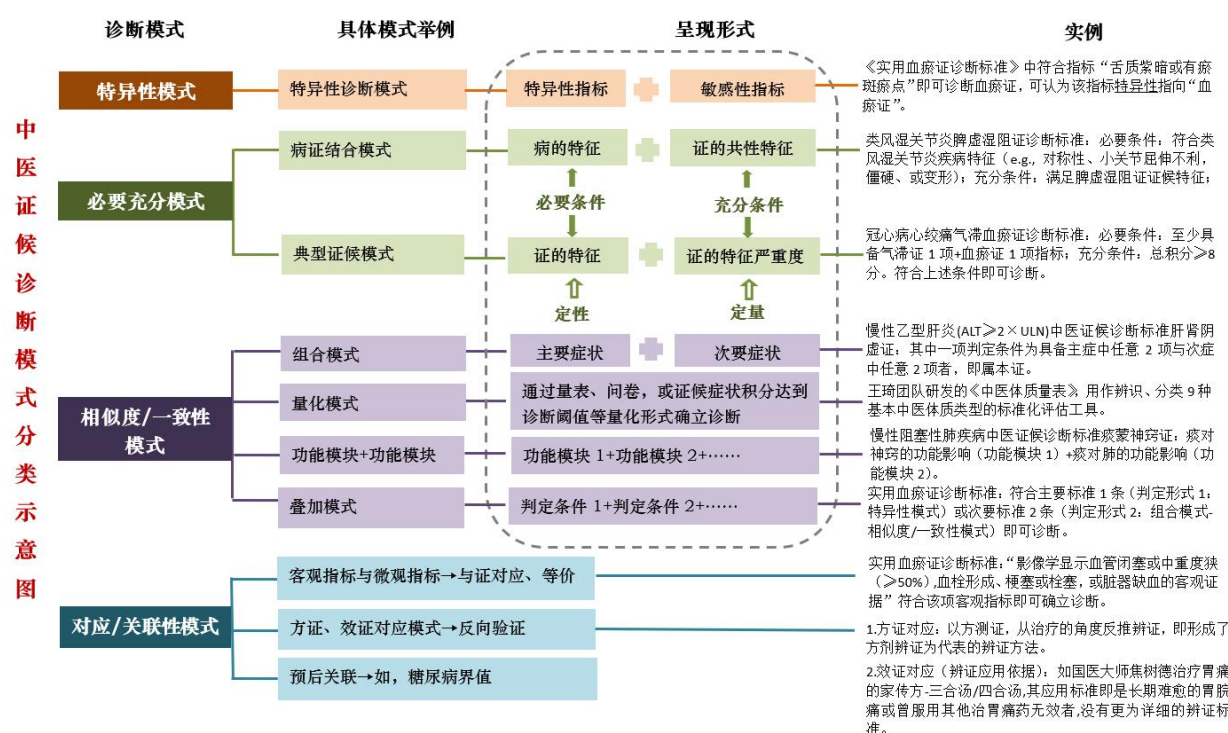 诊断模式
具体模式举例
呈现形式
实例
中医证候诊断模式分类示意图
特异性模式
特异性诊断模式
特异性指标
敏感性指标
《实用血瘀证诊断标准》中符合指标“舌质紫暗或有瘀
斑瘀点”即可诊断血瘀证，可认为该指标特异性指向“血
瘀证”。
必要充分模式
病证结合模式
病的特征
证的共性特征
类风湿关节炎脾虚湿阻证诊断标准：必要条件：符合类
风湿关节炎疾病特征（e.g., 对称性、小关节屈伸不利，
僵硬、或变形）；充分条件：满足脾虚湿阻证证候特征；
必要条件
充分条件
典型证候模式
证的特征
证的特征严重度
冠心病心绞痛气滞血瘀证诊断标准：必要条件：至少具
备气滞证 1 项+血瘀证 1 项指标；充分条件：总积分≥8
分。符合上述条件即可诊断。
定性
定量
相似度/一致性
模式
组合模式
主要症状
次要症状
慢性乙型肝炎(ALT≥2×ULN)中医证候诊断标准肝肾阴
虚证：其中一项判定条件为具备主症中任意 2 项与次症
中任意 2 项者，即属本证。
量化模式
通过量表、问卷，或证候症状积分达到
诊断阈值等量化形式确立诊断
王琦团队研发的《中医体质量表》用作辨识、分类 9 种
基本中医体质类型的标准化评估工具。
功能模块+功能模块
功能模块 1+功能模块 2+……
慢性阻塞性肺疾病中医证候诊断标准痰蒙神窍证：痰对
神窍的功能影响（功能模块 1）+痰对肺的功能影响（功
能模块 2）。
叠加模式
判定条件 1+判定条件 2+……
实用血瘀证诊断标准：符合主要标准 1 条（判定形式 1：
特异性模式）或次要标准 2 条（判定形式 2：组合模式-
相似度/一致性模式）即可诊断。
对应/关联性模式
客观指标与微观指标→与证对应、等价
实用血瘀证诊断标准：“影像学显示血管闭塞或中重度狭
（≥50%）,血栓形成、梗塞或栓塞，或脏器缺血的客观证
据”符合该项客观指标即可确立诊断。
方证、效证对应模式→反向验证
1.方证对应：以方测证，从治疗的角度反推辨证，即形成了
方剂辨证为代表的辨证方法。
预后关联→如，糖尿病界值
2.效证对应（辨证应用依据）：如国医大师焦树德治疗胃痛
的家传方-三合汤/四合汤,其应用标准即是长期难愈的胃脘
痛或曾服用其他治胃痛药无效者,没有更为详细的辨证标
准。